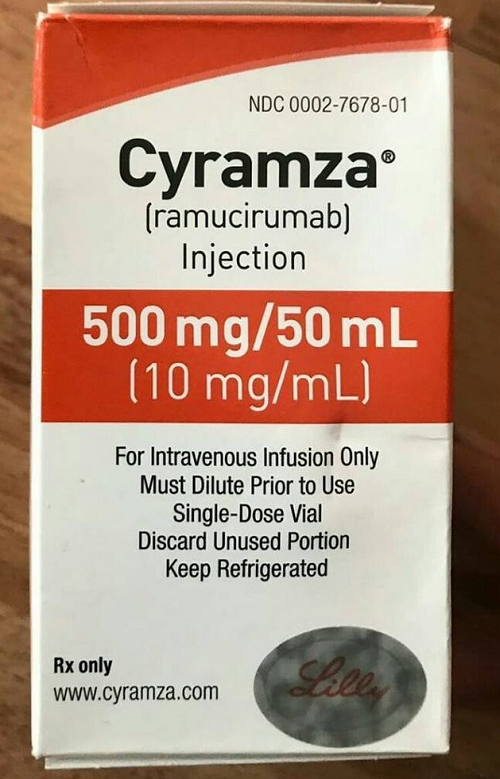 NDC 0002-7678-01
Cyramza®
(ramucirumab)
Injection
500 mg/50 mL
(10 mg/mL)
For Intravenous Infusion Only
Must Dilute Prior to Use
Single-Dose Vial
Discard Unused Portion
Keep Refrigerated
Rx only
www.cyramza.com
Lilly